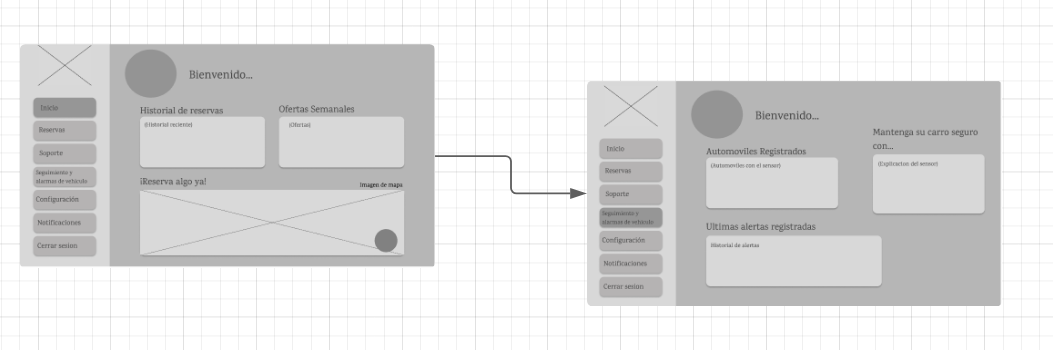 Bienvenido...
Inicio
Reservas
Soporte
Seguimiento y
alarmas de vehiculo
Configuración
Notificaciones
Cerrar sesion
Historial de reservas
(Historial reciente)
Ofertas Semanales
(Ofertas)
¡Reserva algo ya!
Imagen de mapa
Bienvenido...
Inicio
Reservas
Soporte
Seguimiento y
alarmas de vehiculo
Configuración
Notificaciones
Cerrar sesion
Automoviles Registrados
(Automoviles con el sensor)
Mantenga su carro seguro
con...
(Explicacion del sensor)
Ultimas alertas registradas
Historial de alertas